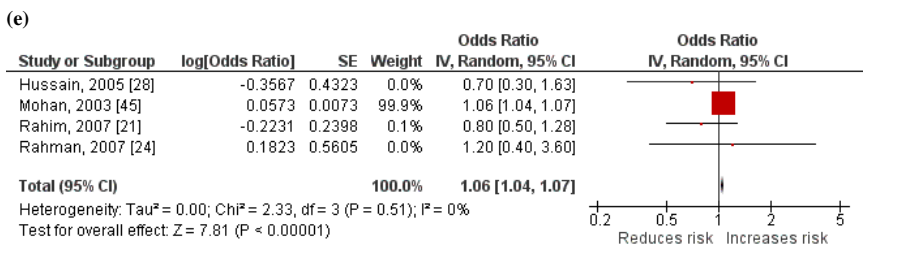 (e)
Odds Ratio Odds Ratio
Study or Subgroup log[Odds Ratio] SE Weight IV, Random, 95% CI IV, Random, 95% CI
Hussain, 2005 [28] -0.3567 0.4323 0.0% 0.70 [0.30, 1.63]
Mohan, 2003 [45] 0.0573 0.0073 99.9% 1.06 [1.04, 1.07]
Rahim, 2007 [21] -0.2231 0.2398 0.1% 0.80 [0.50, 1.28]
Rahman, 2007 [24] 0.1823 0.5605 0.0% 1.20 [0.40, 3.60]
Total (95% CI) 100.0% 1.06 [1.04, 1.07]
Heterogeneity: Tau² = 0.00; Chi² = 2.33, df = 3 (P = 0.51); I² = 0%
Test for overall effect: Z = 7.81 (P < 0.00001)
0.2 0.5 1 2 5
Reduces risk Increases risk